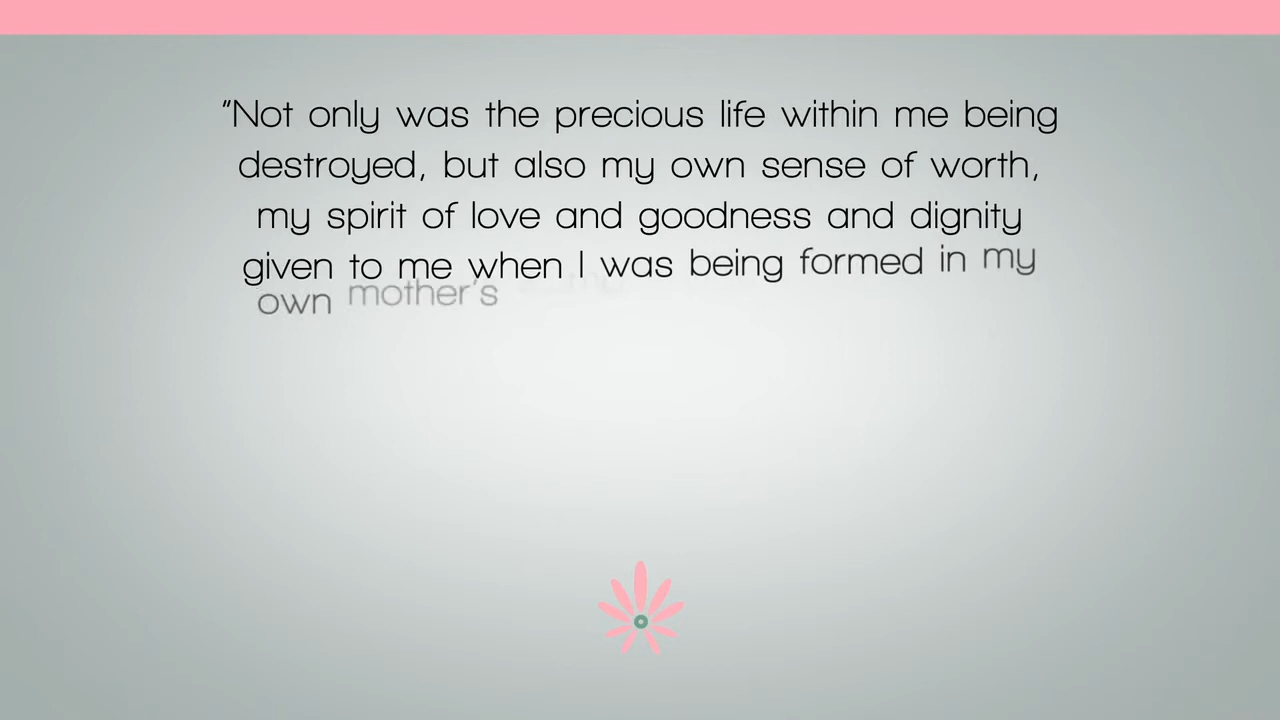 "Not only was the precious life within me being
destroyed, but also my own sense of worth,
my spirit of love and goodness and dignity
given to me when I was being formed in my
own mother's